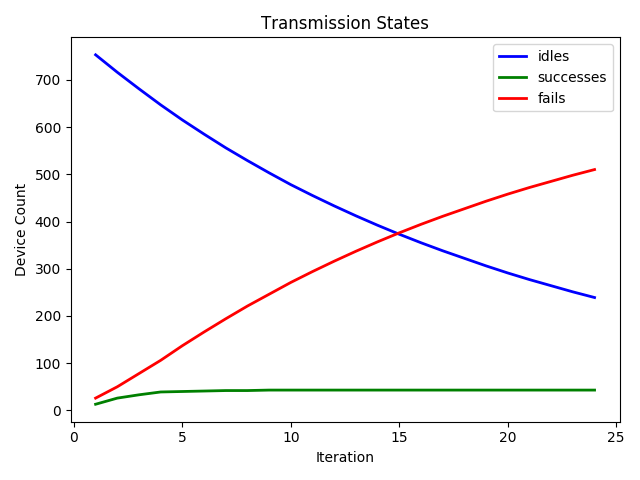 Transmission States
idles
successes
fails
Device Count
700
600
500
400
300
200
100
0
0 5 10 15 20 25
Iteration